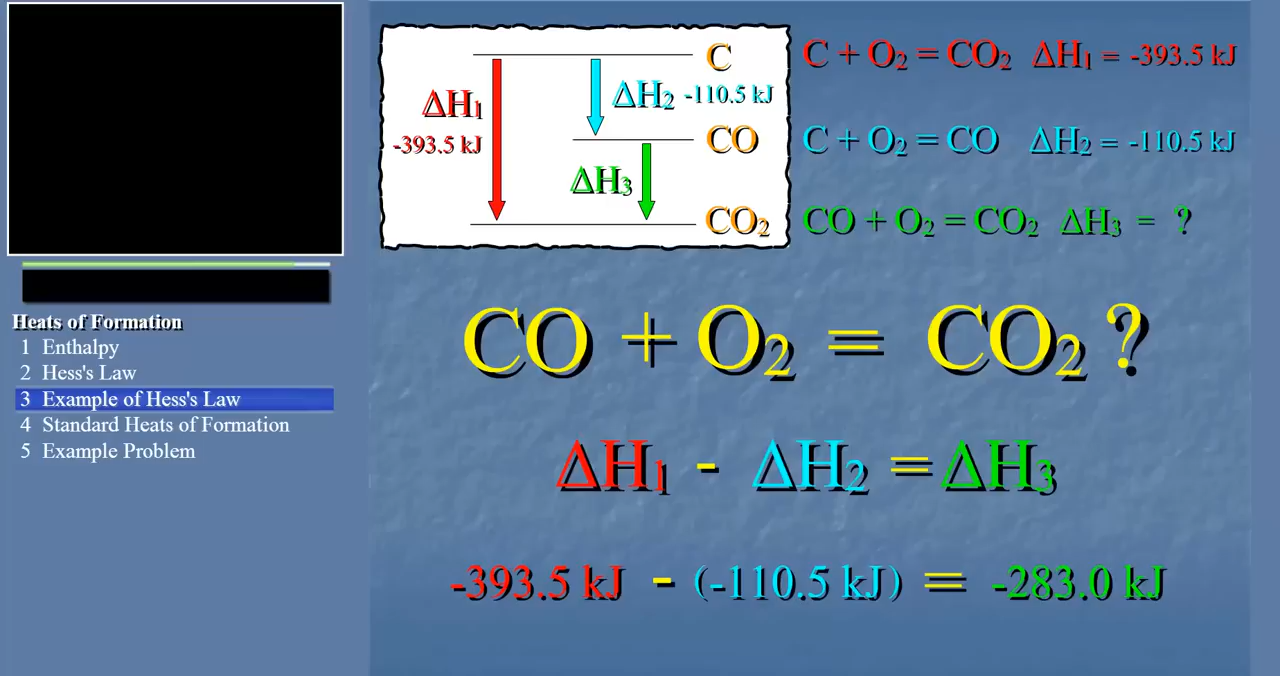 Heats of Formation
1 Enthalpy
2 Hess's Law
3 Example of Hess's Law
4 Standard Heats of Formation
5 Example Problem
C
ΔH₁
-393.5 kJ
ΔH₂ -110.5 kJ
CO
ΔH₃
CO₂
C + O₂ = CO₂ ΔH₁ = -393.5 kJ
C + O₂ = CO ΔH₂ = -110.5 kJ
CO + O₂ = CO₂ ΔH₃ = ?
CO + O₂ = CO₂ ?
ΔH₁ - ΔH₂ = ΔH₃
-393.5 kJ - (-110.5 kJ) = -283.0 kJ